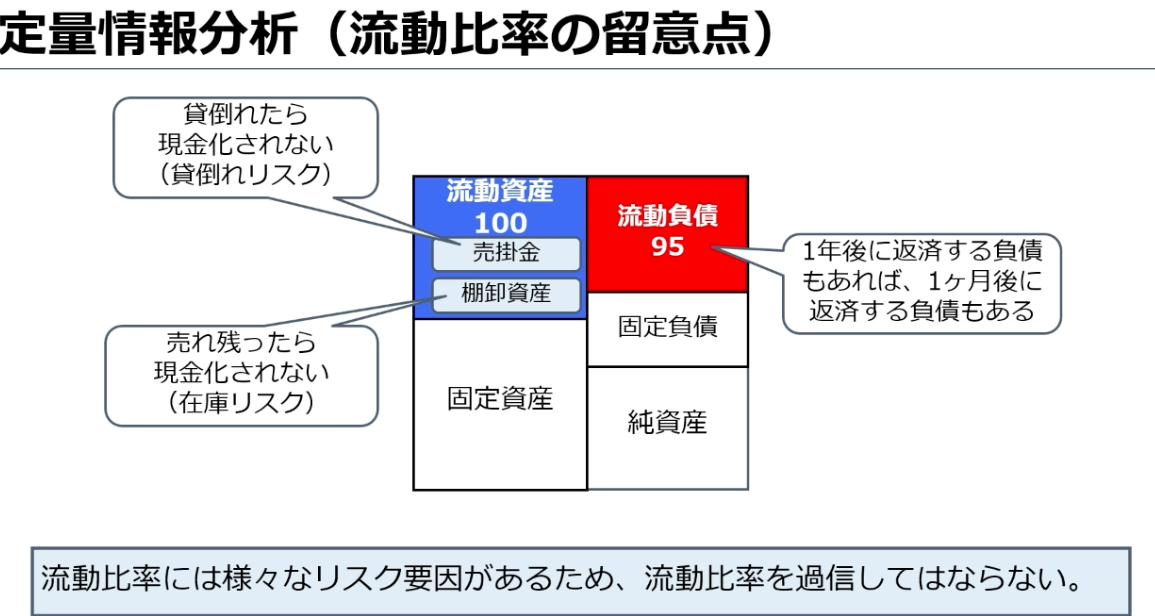 定量情報分析（流動比率の留意点）
貸倒れたら
現金化されない
（貸倒れリスク）
流動資産
100
売掛金
棚卸資産
流動負債
95
1年後に返済する負債
もあれば、1ヶ月後に
返済する負債もある
売れ残ったら
現金化されない
（在庫リスク）
固定負債
固定資産
純資産
流動比率には様々なリスク要因があるため、流動比率を過信してはならない。